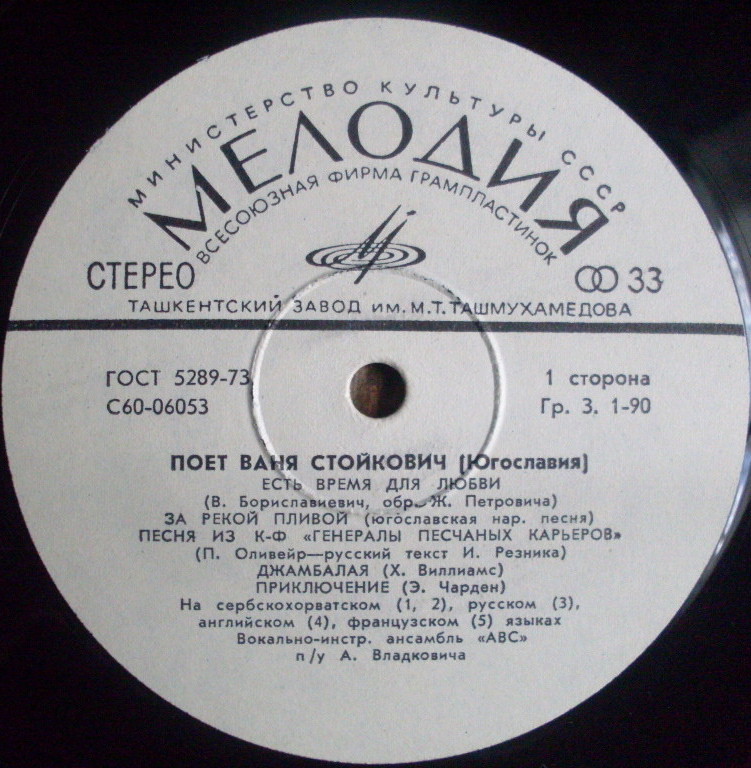 МИНИСТЕРСТВО КУЛЬТУРЫ СССР
МЕЛОДИЯ
ВСЕСОЮЗНАЯ ФИРМА ГРАМПЛАСТИНОК
СТЕРЕО 33
ТАШКЕНТСКИЙ ЗАВОД ИМ. М.Т.ТАШМУХАМЕДОВА
ГОСТ 5289-73 1 сторона
С60-06053 Гр. 3. 1-90
ПОЕТ ВАНЯ СТОЙКОВИЧ (Югославия)
ЕСТЬ ВРЕМЯ ДЛЯ ЛЮБВИ
(В. Бориславиевич, обр. Ж. Петровича)
ЗА РЕКОЙ ПЛИВОЙ (югославская нар. песня)
ПЕСНЯ ИЗ К-Ф «ГЕНЕРАЛЫ ПЕСЧАНЫХ КАРЬЕРОВ»
(П. Оливейр—русский текст И. Резника)
ДЖАМБАЛАЯ (Х. Виллиамс)
ПРИКЛЮЧЕНИЕ (Э. Чарден)
На сербскохорватском (1, 2), русском (3),
английском (4), французском (5) языках
Вокально-инстр. ансамбль «АВС»
п/у А. Владковича